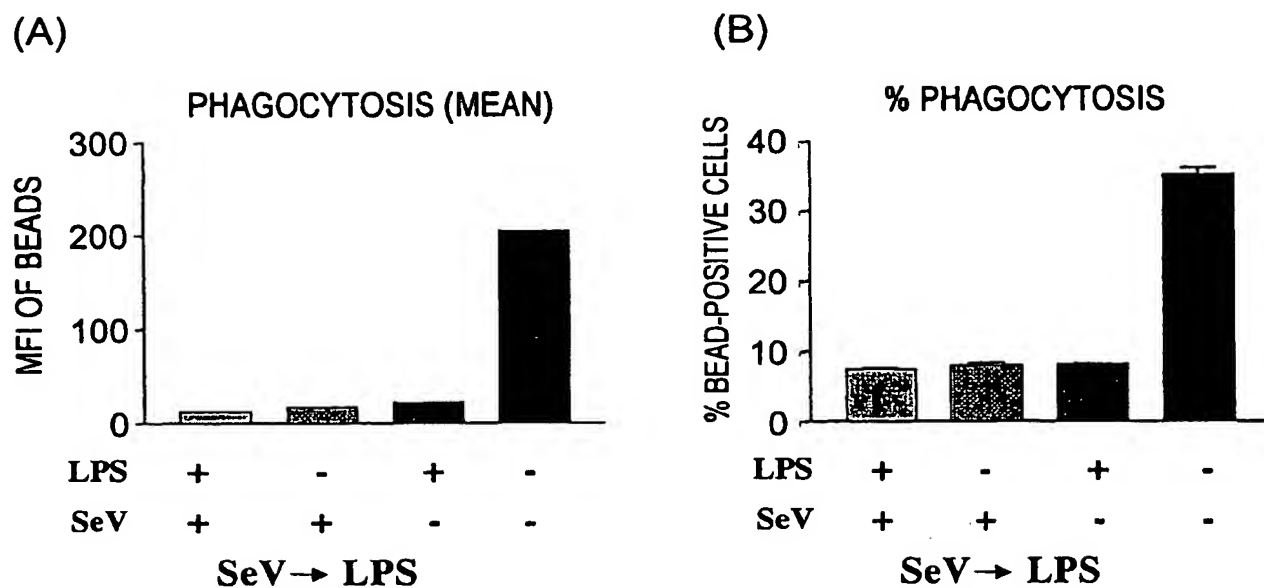 (A)
PHAGOCYTOSIS (MEAN)
MFI OF BEADS
300
200
100
0
LPS + - + -
SeV + + - -
SeV→ LPS
(B)
% PHAGOCYTOSIS
% BEAD-POSITIVE CELLS
40
30
20
10
0
LPS + - + -
SeV + + - -
SeV→ LPS